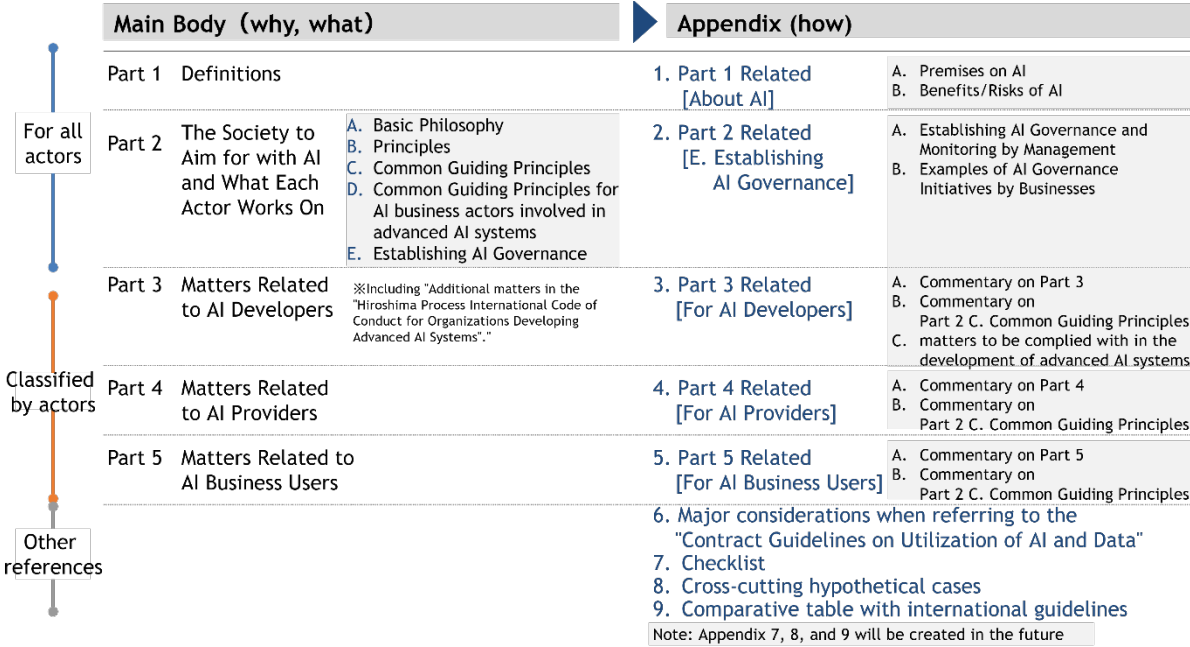 Main Body (why, what)
Appendix (how)
For all
actors
Part 1 Definitions
1. Part 1 Related
[About AI]
A. Premises on AI
B. Benefits/Risks of AI
Part 2 The Society to
Aim for with AI
and What Each
Actor Works On
A. Basic Philosophy
B. Principles
C. Common Guiding Principles
D. Common Guiding Principles for
AI business actors involved in
advanced AI systems
E. Establishing AI Governance
2. Part 2 Related
[E. Establishing
AI Governance]
A. Establishing AI Governance and
Monitoring by Management
B. Examples of AI Governance
Initiatives by Businesses
Classified
by actors
Part 3 Matters Related
to AI Developers
※Including "Additional matters in the
"Hiroshima Process International Code of
Conduct for Organizations Developing
Advanced AI Systems"."
3. Part 3 Related
[For AI Developers]
A. Commentary on Part 3
B. Commentary on
Part 2 C. Common Guiding Principles
C. matters to be complied with in the
development of advanced AI systems
Part 4 Matters Related
to AI Providers
4. Part 4 Related
[For AI Providers]
A. Commentary on Part 4
B. Commentary on
Part 2 C. Common Guiding Principles
Part 5 Matters Related to
AI Business Users
5. Part 5 Related
[For AI Business Users]
A. Commentary on Part 5
B. Commentary on
Part 2 C. Common Guiding Principles
Other
references
6. Major considerations when referring to the
"Contract Guidelines on Utilization of AI and Data"
7. Checklist
8. Cross-cutting hypothetical cases
9. Comparative table with international guidelines
Note: Appendix 7, 8, and 9 will be created in the future